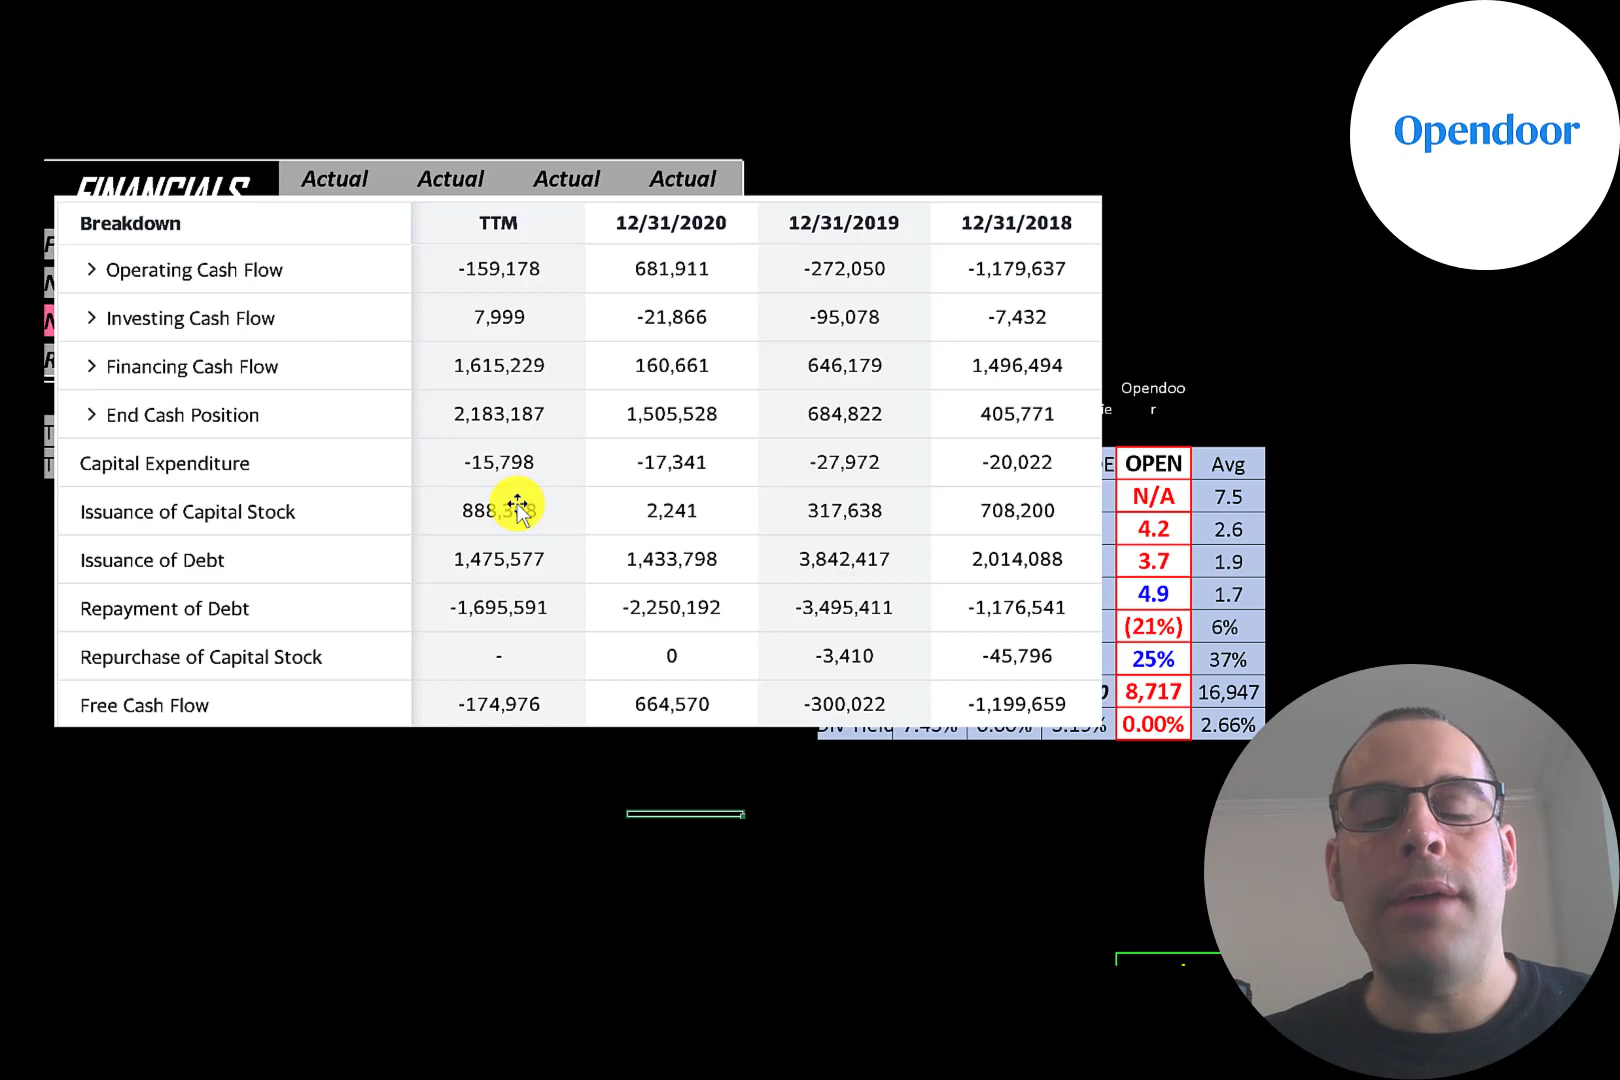 Opendoor
FINANCIALS Actual Actual Actual Actual
Breakdown TTM 12/31/2020 12/31/2019 12/31/2018
> Operating Cash Flow -159,178 681,911 -272,050 -1,179,637
> Investing Cash Flow 7,999 -21,866 -95,078 -7,432
> Financing Cash Flow 1,615,229 160,661 646,179 1,496,494
> End Cash Position 2,183,187 1,505,528 684,822 405,771
Capital Expenditure -15,798 -17,341 -27,972 -20,022
Issuance of Capital Stock 2,241 317,638 708,200
Issuance of Debt 1,475,577 1,433,798 3,842,417 2,014,088
Repayment of Debt -1,695,591 -2,250,192 -3,495,411 -1,176,541
Repurchase of Capital Stock - 0 -3,410 -45,796
Free Cash Flow -174,976 664,570 -300,022 -1,199,659
Opendoo
r
OPEN Avg
N/A 7.5
4.2 2.6
3.7 1.9
4.9 1.7
(21%) 6%
25% 37%
8,717 16,947
Div Yield 7.45% 0.00% 3.15% 0.00% 2.66%